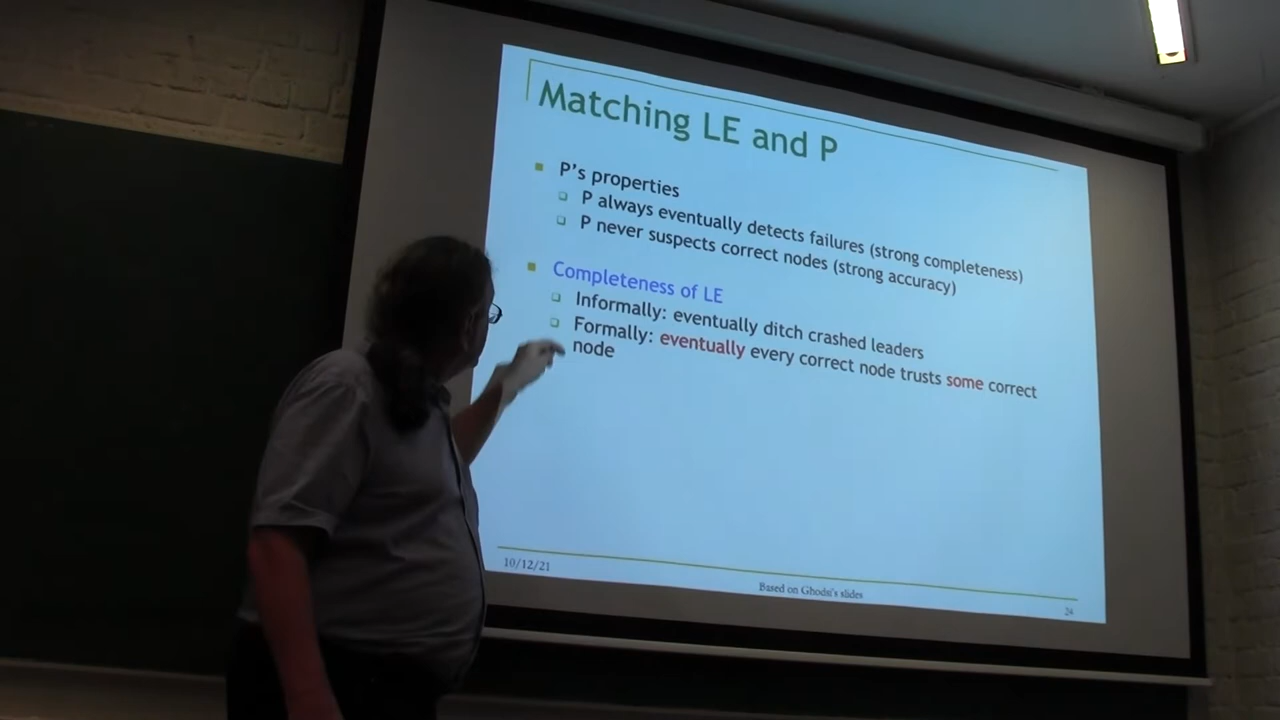 Matching LE and P
P's properties
P always eventually detects failures (strong completeness)
P never suspects correct nodes (strong accuracy)
Completeness of LE
Informally: eventually ditch crashed leaders
Formally: eventually every correct node trusts some correct
node
10/12/21
Based on Ghodsi's slides
24